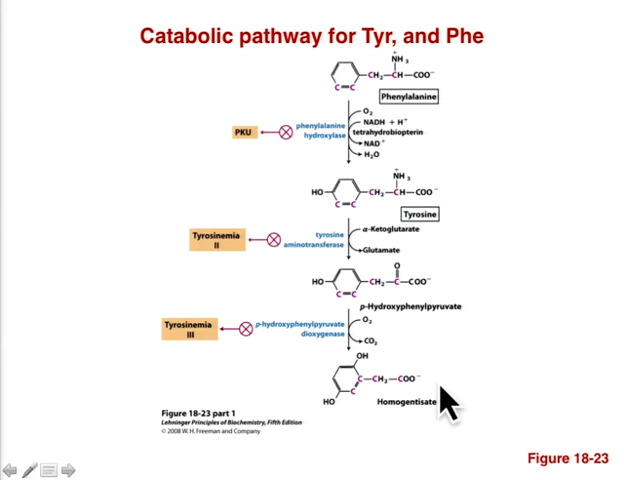 Catabolic pathway for Tyr, and Phe
+
NH3
CH2—CH—COO−
C=C
Phenylalanine
O2
NADH + H+
PKU
phenylalanine
hydroxylase
tetrahydrobiopterin
NAD+
H2O
+
NH3
HO
CH2—CH—COO−
C=C
Tyrosine
α-Ketoglutarate
Tyrosinemia
II
tyrosine
aminotransferase
Glutamate
O
HO
CH2—C—COO−
C=C
p-Hydroxyphenylpyruvate
O2
Tyrosinemia
III
p-hydroxyphenylpyruvate
dioxygenase
CO2
OH
C—CH2—COO−
C
HO
Homogentisate
Figure 18-23 part 1
Lehninger Principles of Biochemistry, Fifth Edition
© 2008 W. H. Freeman and Company
Figure 18-23